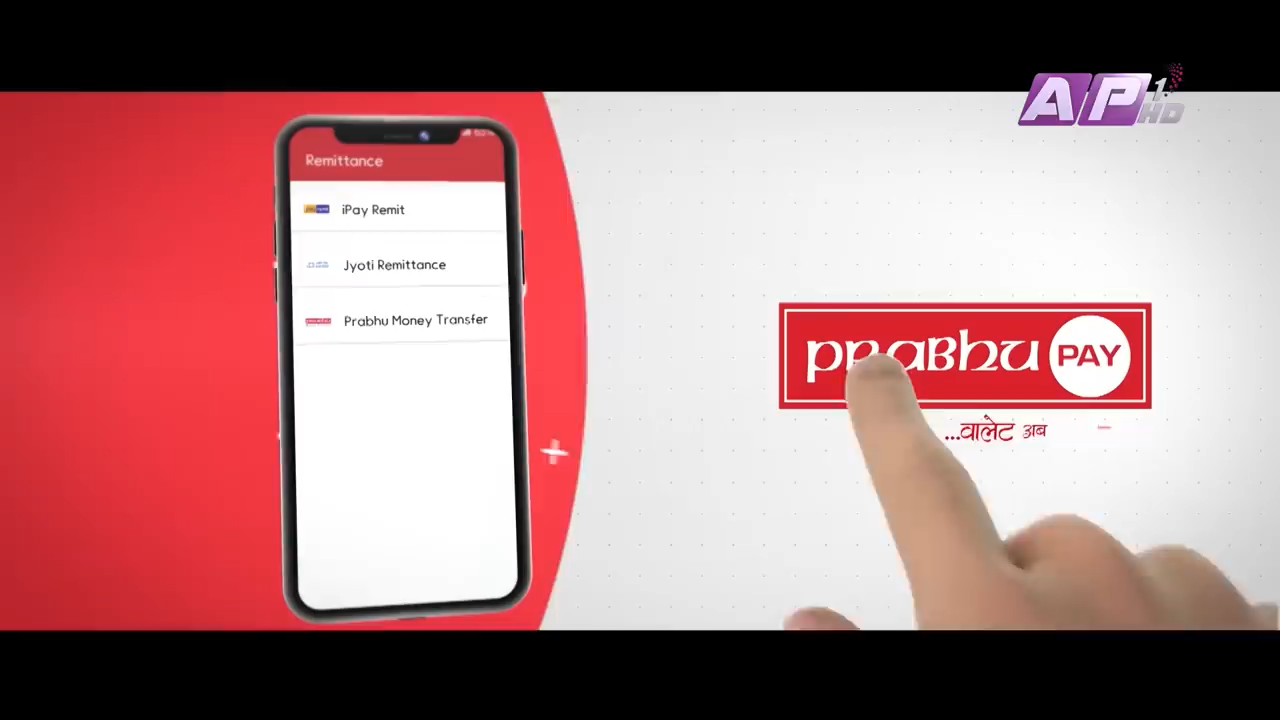 AP1 HD
Remittance
iPay Remit
Jyoti Remittance
Prabhu Money Transfer
PRABHU PAY
...वालेट अब